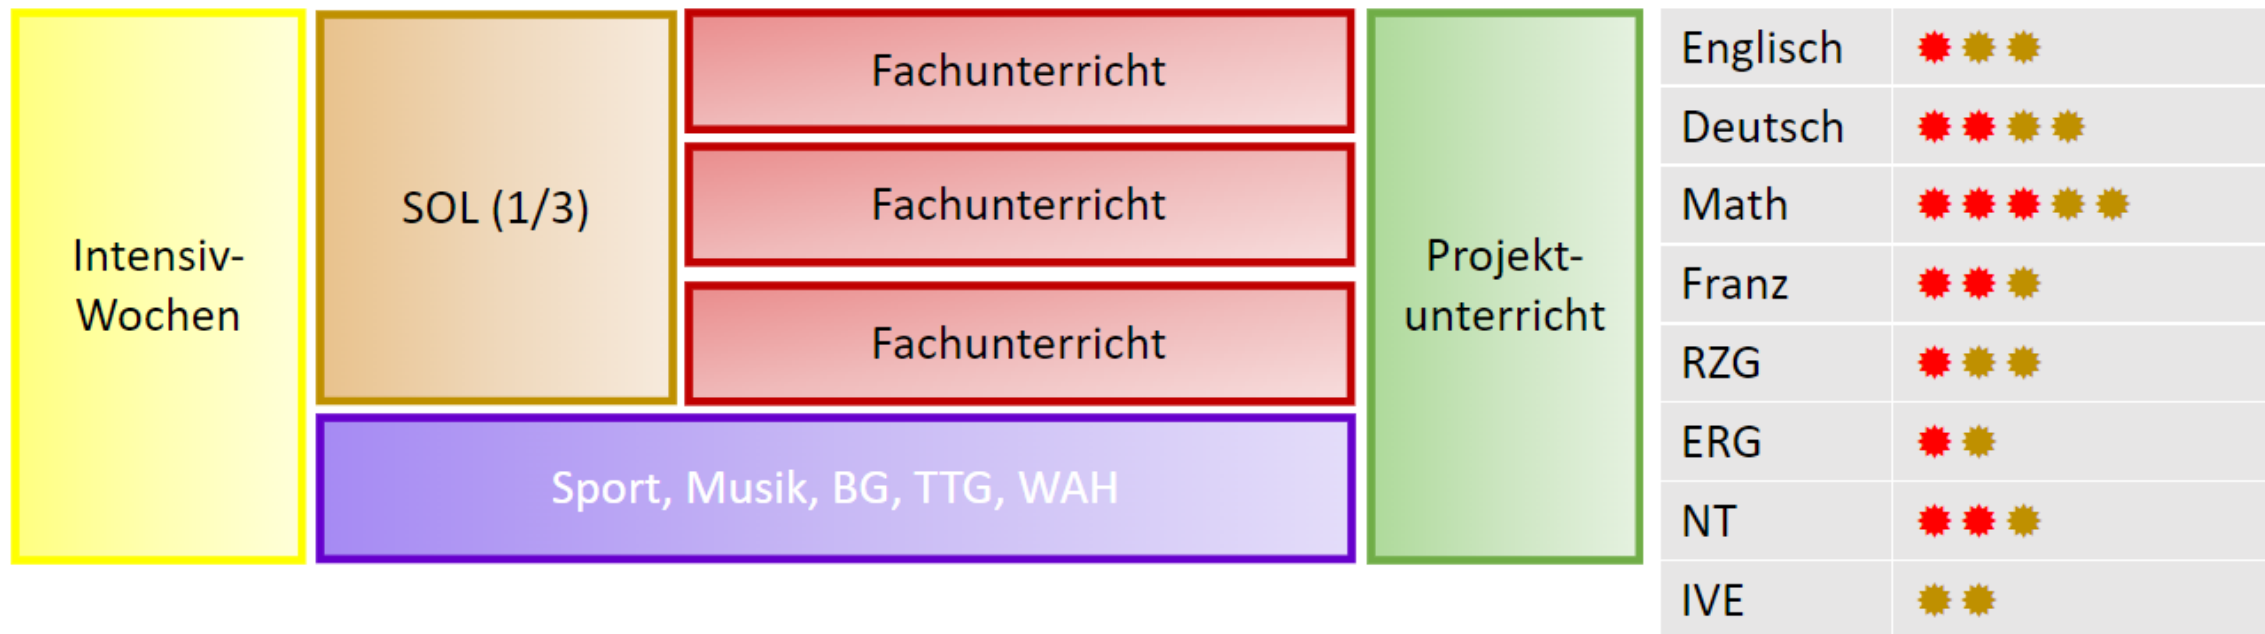 Intensiv-
Wochen
SOL (1/3)
Fachunterricht
Fachunterricht
Fachunterricht
Sport, Musik, BG, TTG, WAH
Projekt-
unterricht
Englisch
Deutsch
Math
Franz
RZG
ERG
NT
IVE